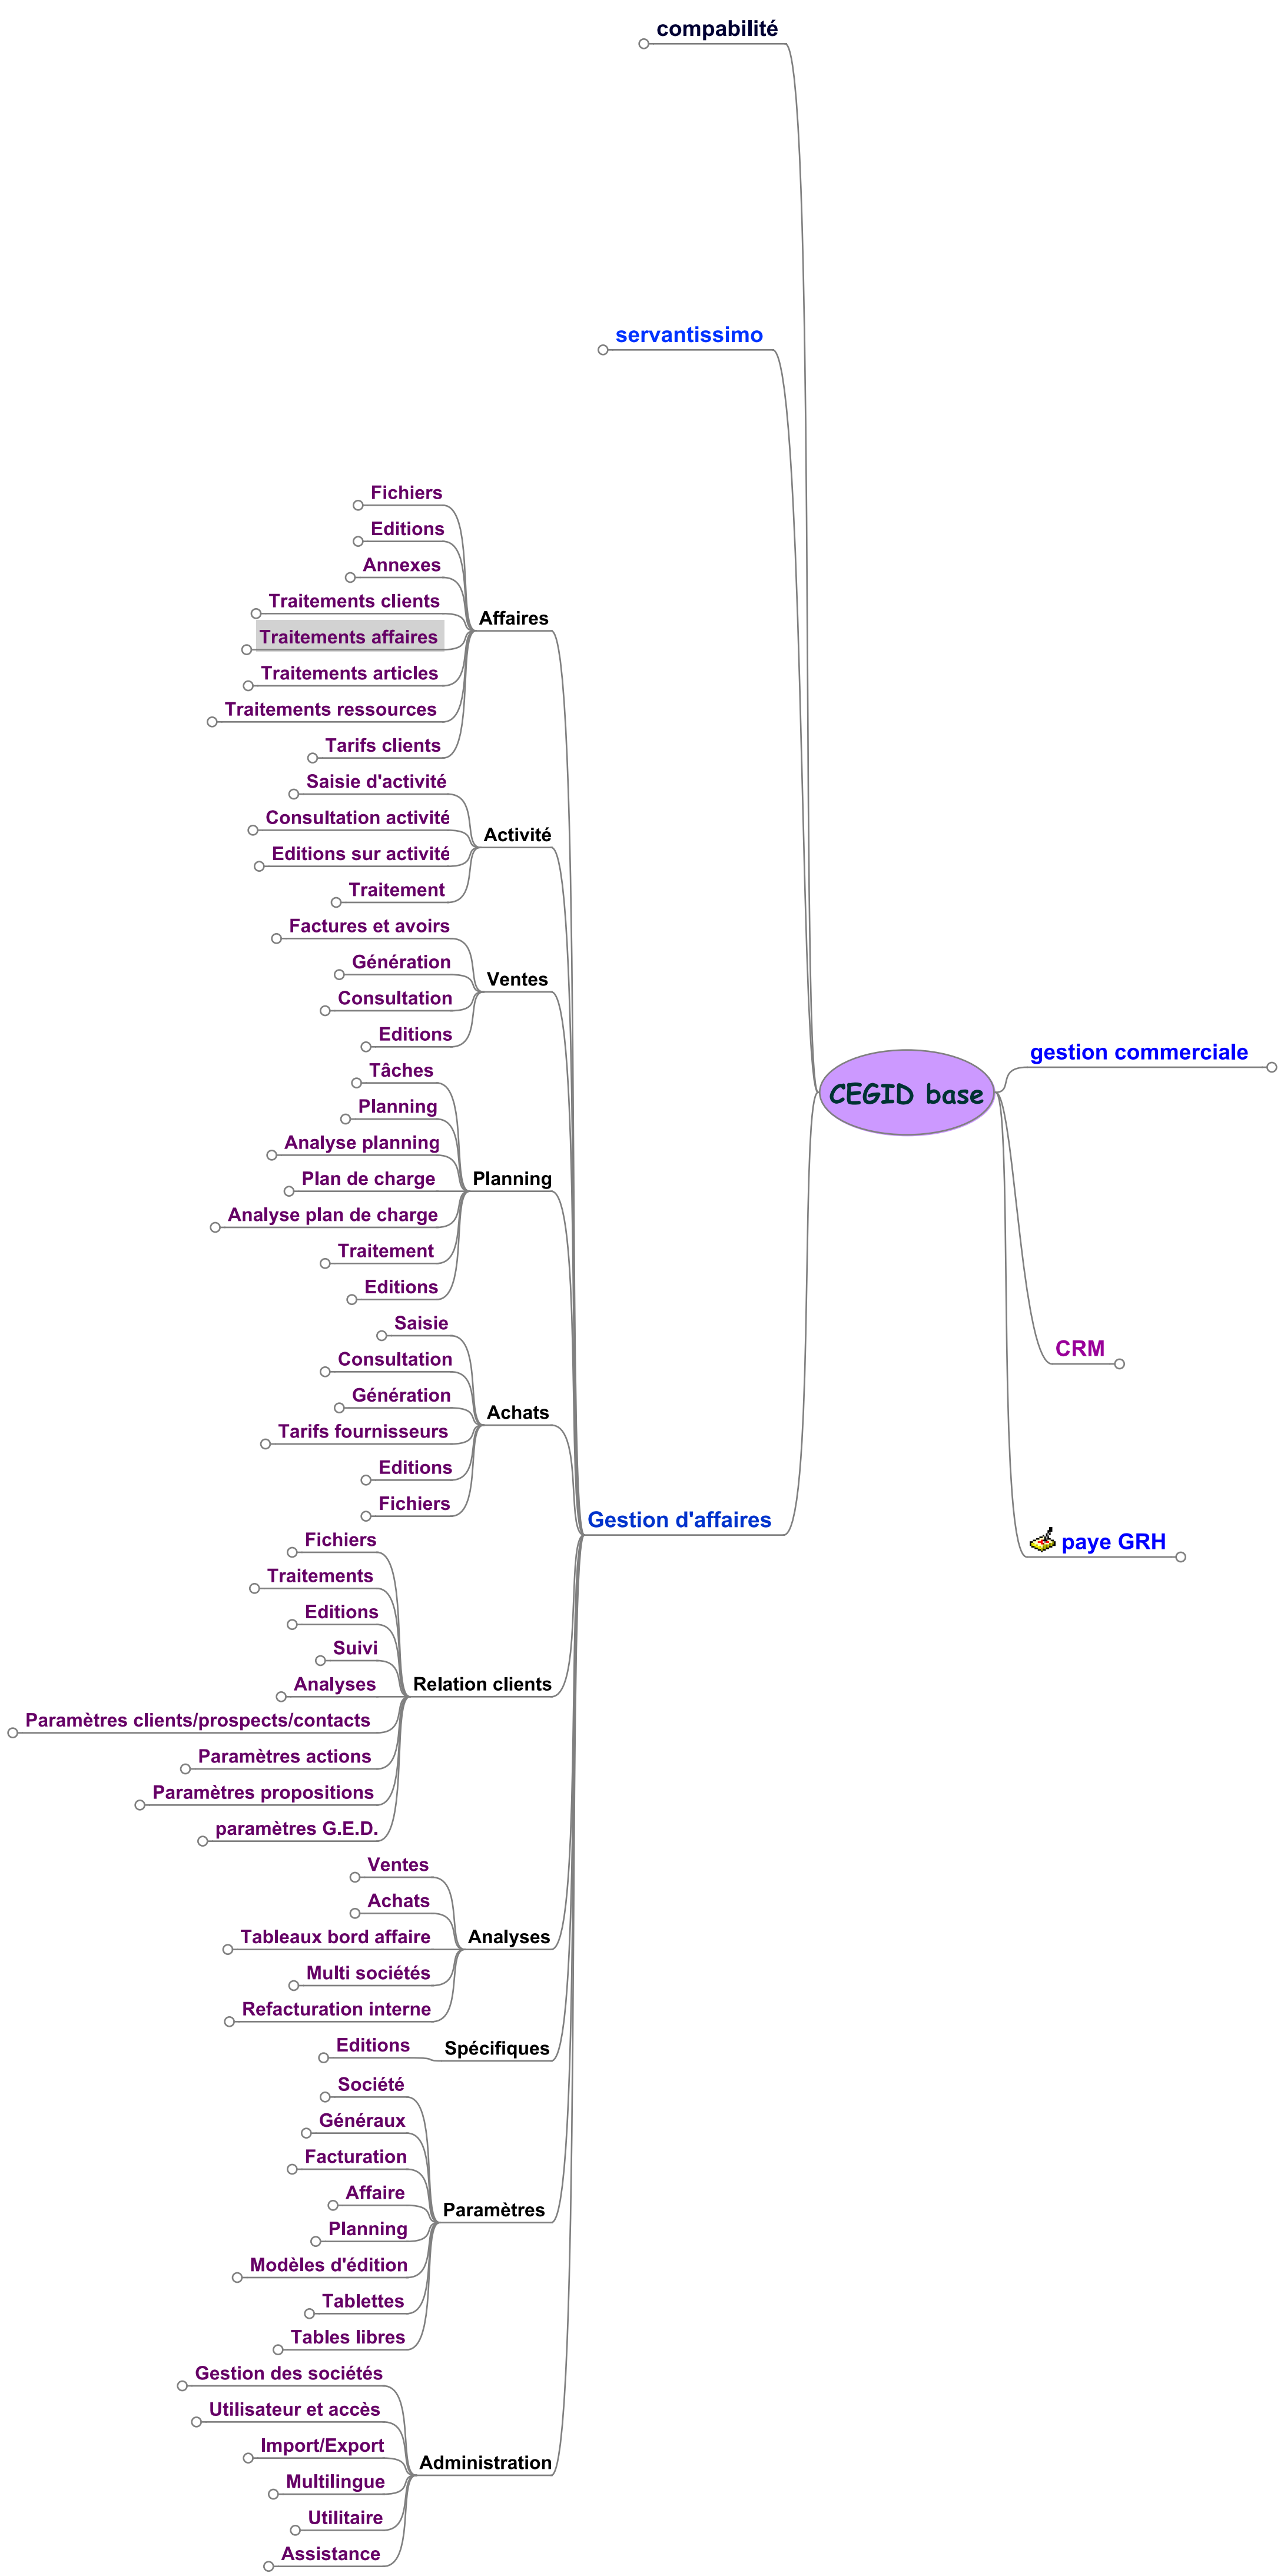 compabilité
servantissimo
Fichiers
Editions
Annexes
Traitements clients
Affaires
Traitements affaires
Traitements articles
Traitements ressources
Tarifs clients
Saisie d'activité
Consultation activité
Activité
Editions sur activité
Traitement
Factures et avoirs
Génération
Ventes
Consultation
Editions
Tâches
Planning
Analyse planning
Plan de charge
Planning
Analyse plan de charge
Traitement
Editions
Saisie
Consultation
Génération
Achats
Tarifs fournisseurs
Editions
Fichiers
Gestion d'affaires
Fichiers
Traitements
Editions
Suivi
Analyses
Relation clients
Paramètres clients/prospects/contacts
Paramètres actions
Paramètres propositions
paramètres G.E.D.
Ventes
Achats
Tableaux bord affaire
Analyses
Multi sociétés
Refacturation interne
Editions
Spécifiques
Société
Généraux
Facturation
Affaire
Paramètres
Planning
Modèles d'édition
Tablettes
Tables libres
Gestion des sociétés
Utilisateur et accès
Import/Export
Administration
Multilingue
Utilitaire
Assistance
CEGID base
gestion commerciale
CRM
paye GRH